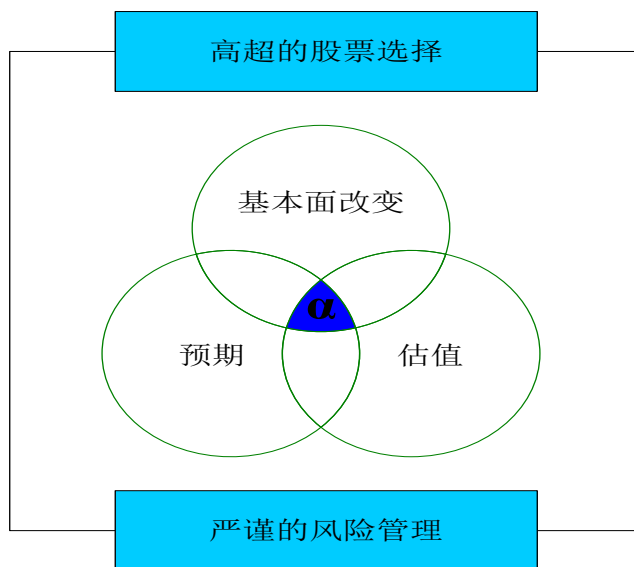 高超的股票选择
基本面改变
α
预期
估值
严谨的风险管理